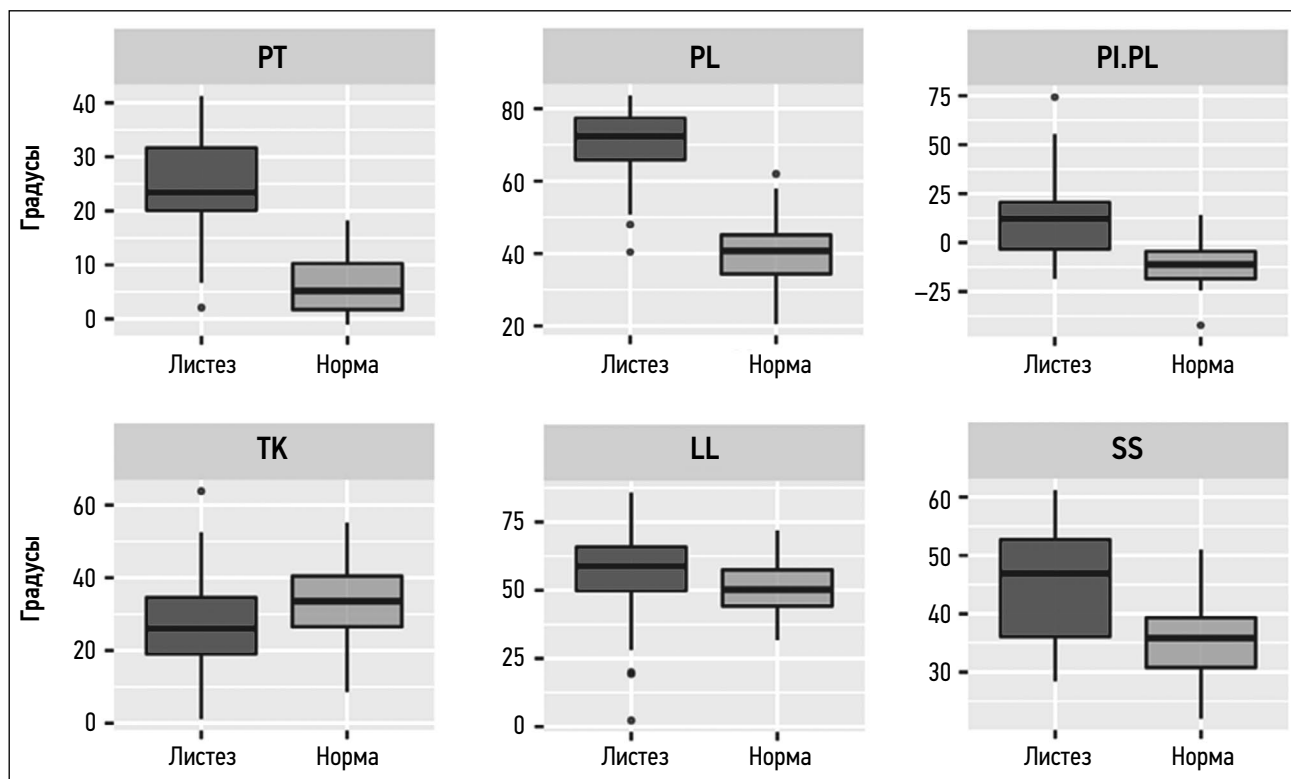 PT
PL
PI.PL
Градусы
40
30
20
10
0
80
60
40
20
75
50
25
0
–25
Листез Норма
Листез Норма
Листез Норма
TK
LL
SS
Градусы
60
40
20
0
75
50
25
0
60
50
40
30
Листез Норма
Листез Норма
Листез Норма